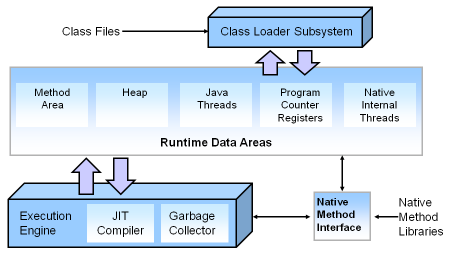 Class Files
Class Loader Subsystem
Method
Area
Heap
Java
Threads
Program
Counter
Registers
Native
Internal
Threads
Runtime Data Areas
Execution
Engine
JIT
Compiler
Garbage
Collector
Native
Method
Interface
Native
Method
Libraries